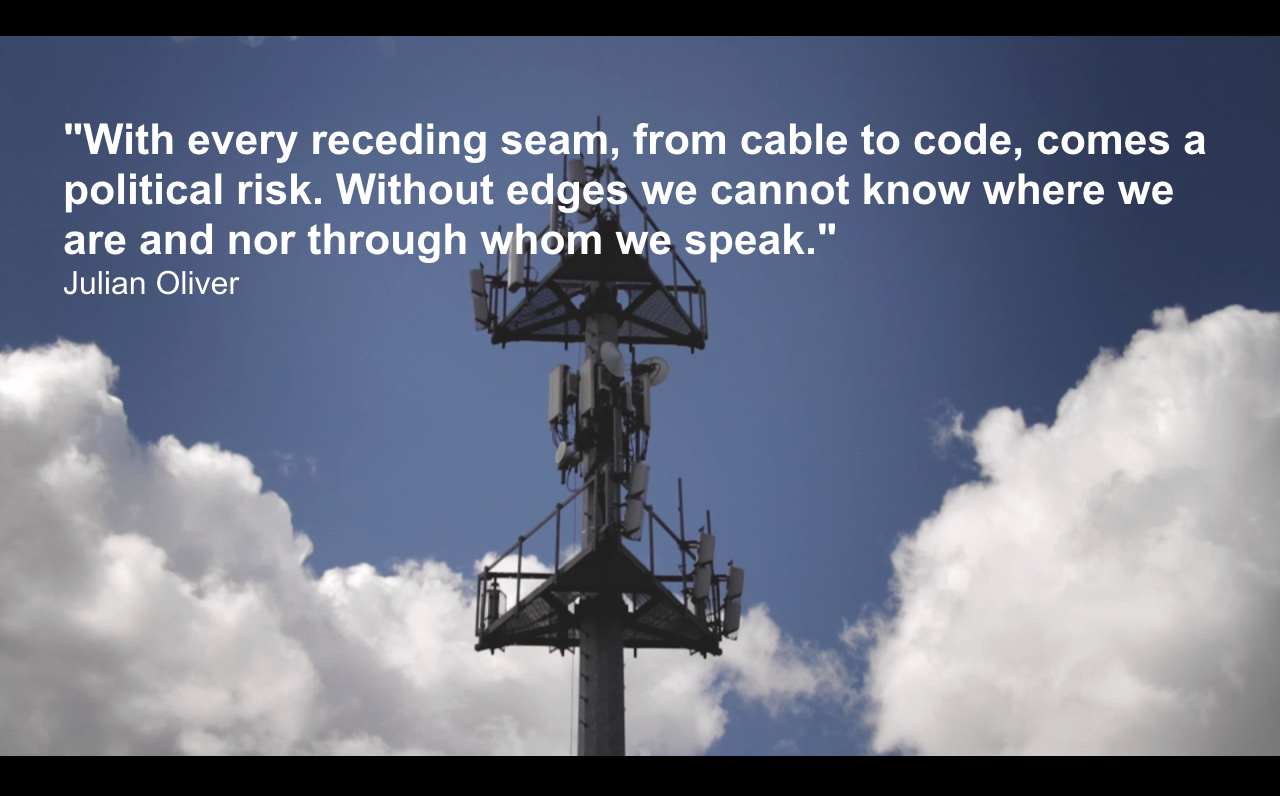 "With every receding seam, from cable to code, comes a
political risk. Without edges we cannot know where we
are and nor through whom we speak."
Julian Oliver